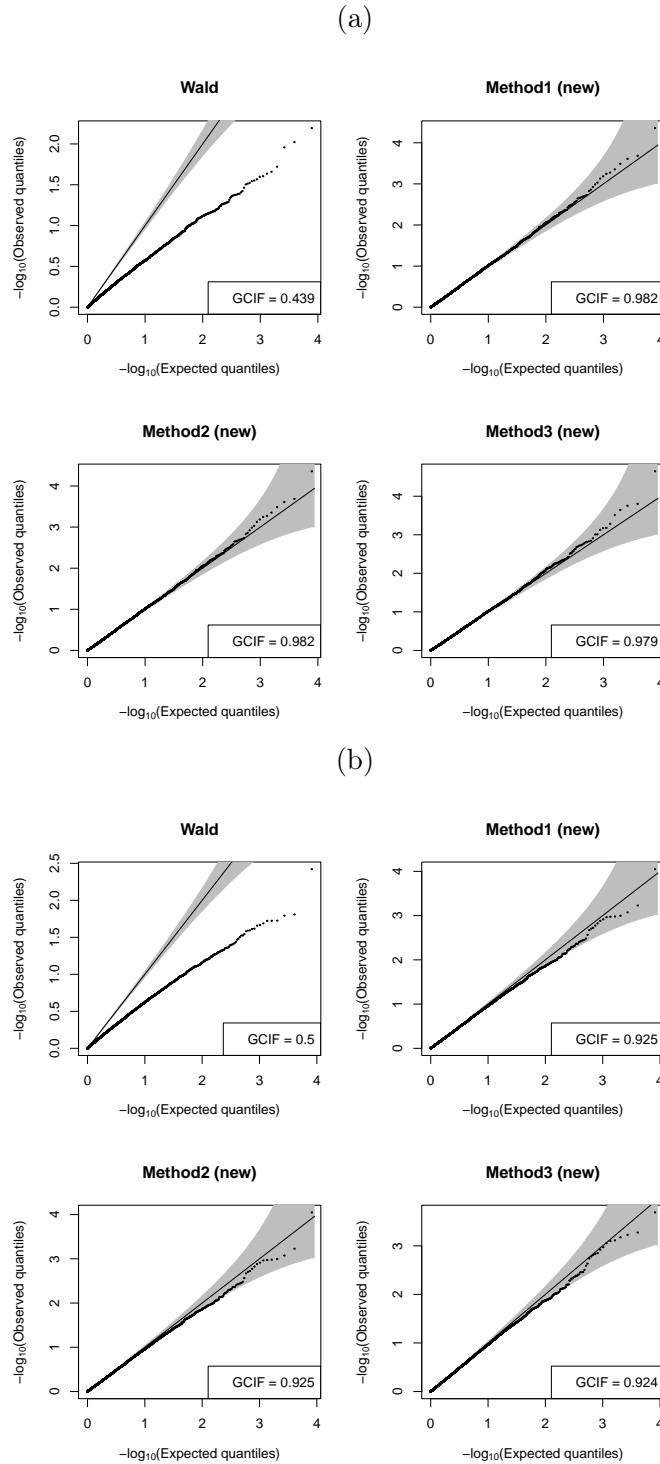 (a)
Wald
−log10(Observed quantiles)
0.0 0.5 1.0 1.5 2.0
GCIF = 0.439
0 1 2 3 4
−log10(Expected quantiles)
Method1 (new)
−log10(Observed quantiles)
0 1 2 3 4
GCIF = 0.982
0 1 2 3 4
−log10(Expected quantiles)
Method2 (new)
−log10(Observed quantiles)
0 1 2 3 4
GCIF = 0.982
0 1 2 3 4
−log10(Expected quantiles)
Method3 (new)
−log10(Observed quantiles)
0 1 2 3 4
GCIF = 0.979
0 1 2 3 4
−log10(Expected quantiles)
(b)
Wald
−log10(Observed quantiles)
0.0 0.5 1.0 1.5 2.0 2.5
GCIF = 0.5
0 1 2 3 4
−log10(Expected quantiles)
Method1 (new)
−log10(Observed quantiles)
0 1 2 3 4
GCIF = 0.925
0 1 2 3 4
−log10(Expected quantiles)
Method2 (new)
−log10(Observed quantiles)
0 1 2 3 4
GCIF = 0.925
0 1 2 3 4
−log10(Expected quantiles)
Method3 (new)
−log10(Observed quantiles)
0 1 2 3
GCIF = 0.924
0 1 2 3 4
−log10(Expected quantiles)